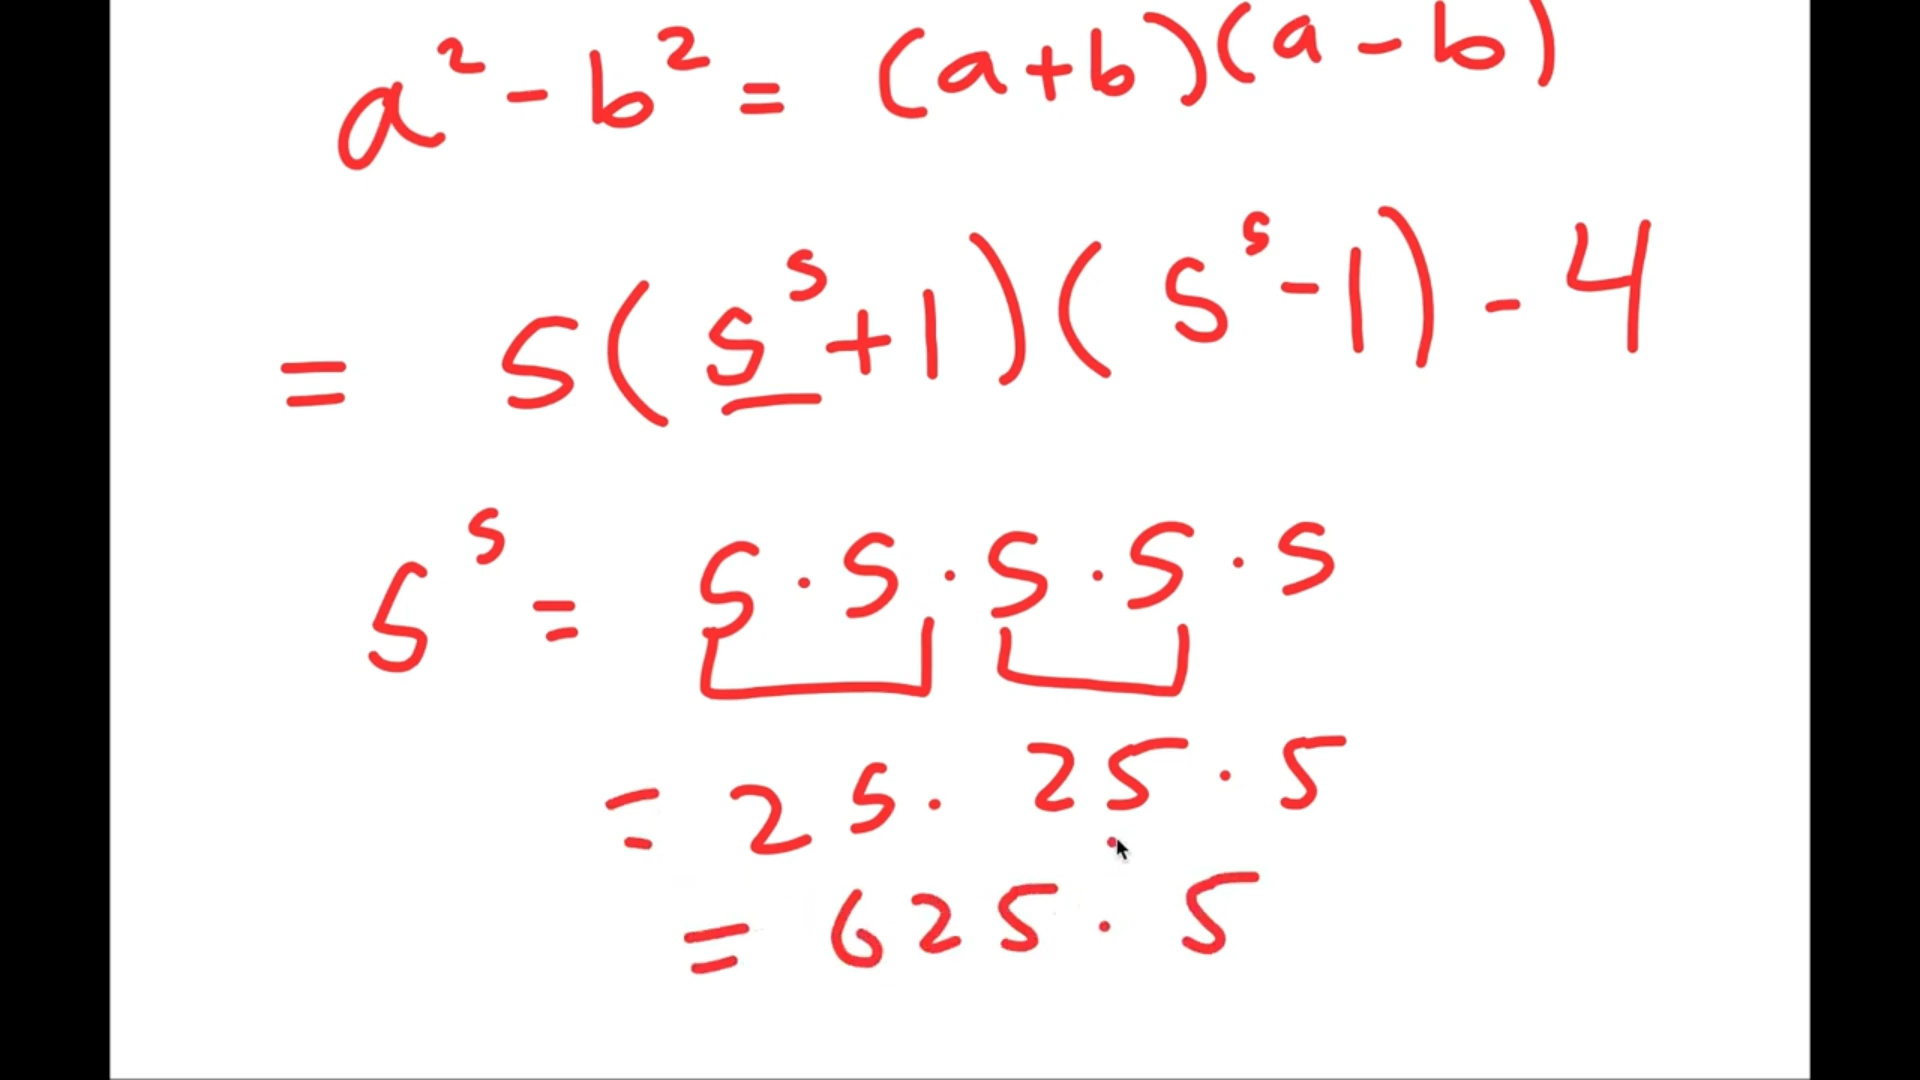 a² - b² = (a+b)(a-b)
= 5(5⁵+1)(5⁵-1) - 4
5⁵ = 5·5·5·5·5
= 25·25·5
= 625·5